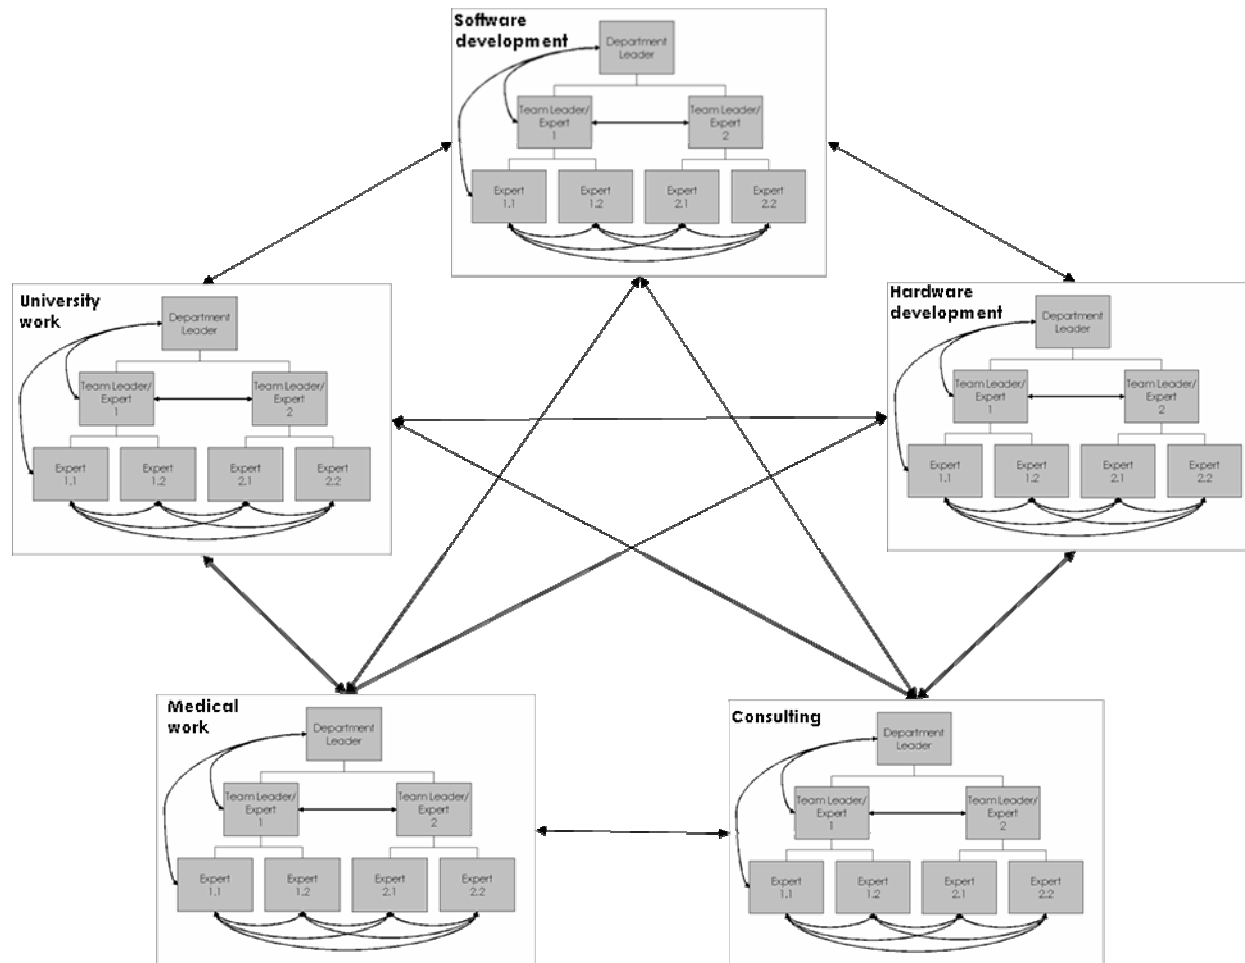 Software
development
Department
Leader
Team Leader/
Expert
1
Team Leader/
Expert
2
Expert
1.1
Expert
1.2
Expert
2.1
Expert
2.2
University
work
Department
Leader
Team Leader/
Expert
1
Team Leader/
Expert
2
Expert
1.1
Expert
1.2
Expert
2.1
Expert
2.2
Hardware
development
Department
Leader
Team Leader/
Expert
1
Team Leader/
Expert
2
Expert
1.1
Expert
1.2
Expert
2.1
Expert
2.2
Medical
work
Department
Leader
Team Leader/
Expert
1
Team Leader/
Expert
2
Expert
1.1
Expert
1.2
Expert
2.1
Expert
2.2
Consulting
Department
Leader
Team Leader/
Expert
1
Team Leader/
Expert
2
Expert
1.1
Expert
1.2
Expert
2.1
Expert
2.2